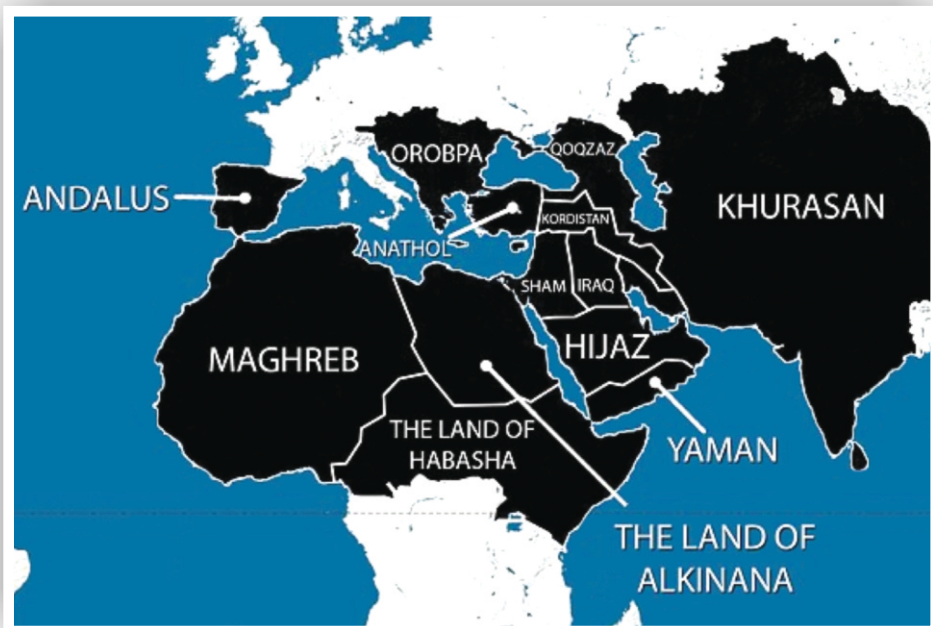 OROBPA
QOQZAZ
ANDALUS
KHURASAN
KORDISTAN
ANATHOL
SHAM
IRAQ
HIJAZ
MAGHREB
THE LAND OF
HABASHA
YAMAN
THE LAND OF
ALKINANA